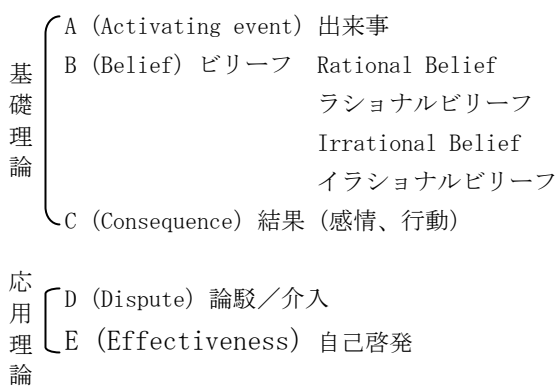 基礎理論
A (Activating event) 出来事
B (Belief) ビリーフ Rational Belief
ラショナルビリーフ
Irrational Belief
イラショナルビリーフ
C (Consequence) 結果（感情、行動）
応用理論
D (Dispute) 論駁／介入
E (Effectiveness) 自己啓発